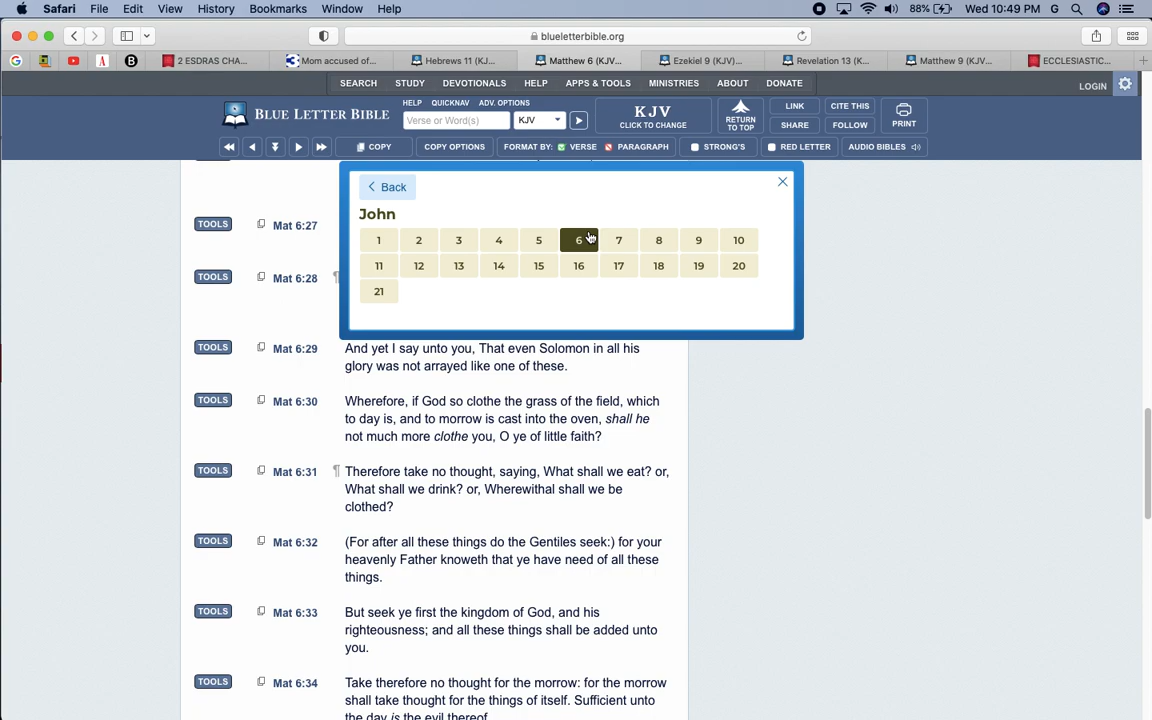 Safari File Edit View History Bookmarks Window Help 88% Wed 10:49 PM G
blueletterbible.org
2 ESDRAS CHA... Mom accused of... Hebrews 11 (KJ... Matthew 6 (KJV... Ezekiel 9 (KJV)... Revelation 13 (K... Matthew 9 (KJV... ECCLESIASTIC...
SEARCH STUDY DEVOTIONALS HELP APPS & TOOLS MINISTRIES ABOUT DONATE LOGIN
BLUE LETTER BIBLE
HELP QUICKNAV ADV. OPTIONS
Verse or Word(s) KJV
KJV
CLICK TO CHANGE
RETURN
TO TOP
LINK CITE THIS
SHARE FOLLOW
PRINT
COPY COPY OPTIONS FORMAT BY: VERSE PARAGRAPH STRONG'S RED LETTER AUDIO BIBLES
Back
John
1 2 3 4 5 6 7 8 9 10
11 12 13 14 15 16 17 18 19 20
21
TOOLS Mat 6:27
TOOLS Mat 6:28 ¶
TOOLS Mat 6:29 And yet I say unto you, That even Solomon in all his
glory was not arrayed like one of these.
TOOLS Mat 6:30 Wherefore, if God so clothe the grass of the field, which
to day is, and to morrow is cast into the oven, shall he
not much more clothe you, O ye of little faith?
TOOLS Mat 6:31 ¶ Therefore take no thought, saying, What shall we eat? or,
What shall we drink? or, Wherewithal shall we be
clothed?
TOOLS Mat 6:32 (For after all these things do the Gentiles seek:) for your
heavenly Father knoweth that ye have need of all these
things.
TOOLS Mat 6:33 But seek ye first the kingdom of God, and his
righteousness; and all these things shall be added unto
you.
TOOLS Mat 6:34 Take therefore no thought for the morrow: for the morrow
shall take thought for the things of itself. Sufficient unto
the day is the evil thereof